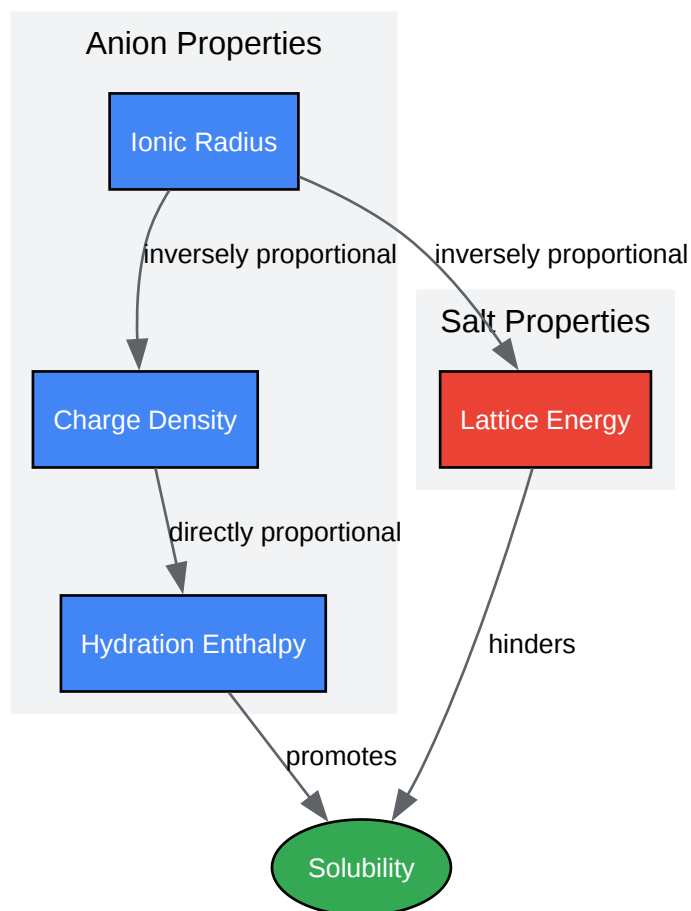 Anion Properties
Ionic Radius
inversely proportional
inversely proportional
Salt Properties
Charge Density
Lattice Energy
directly proportional
Hydration Enthalpy
hinders
promotes
Solubility